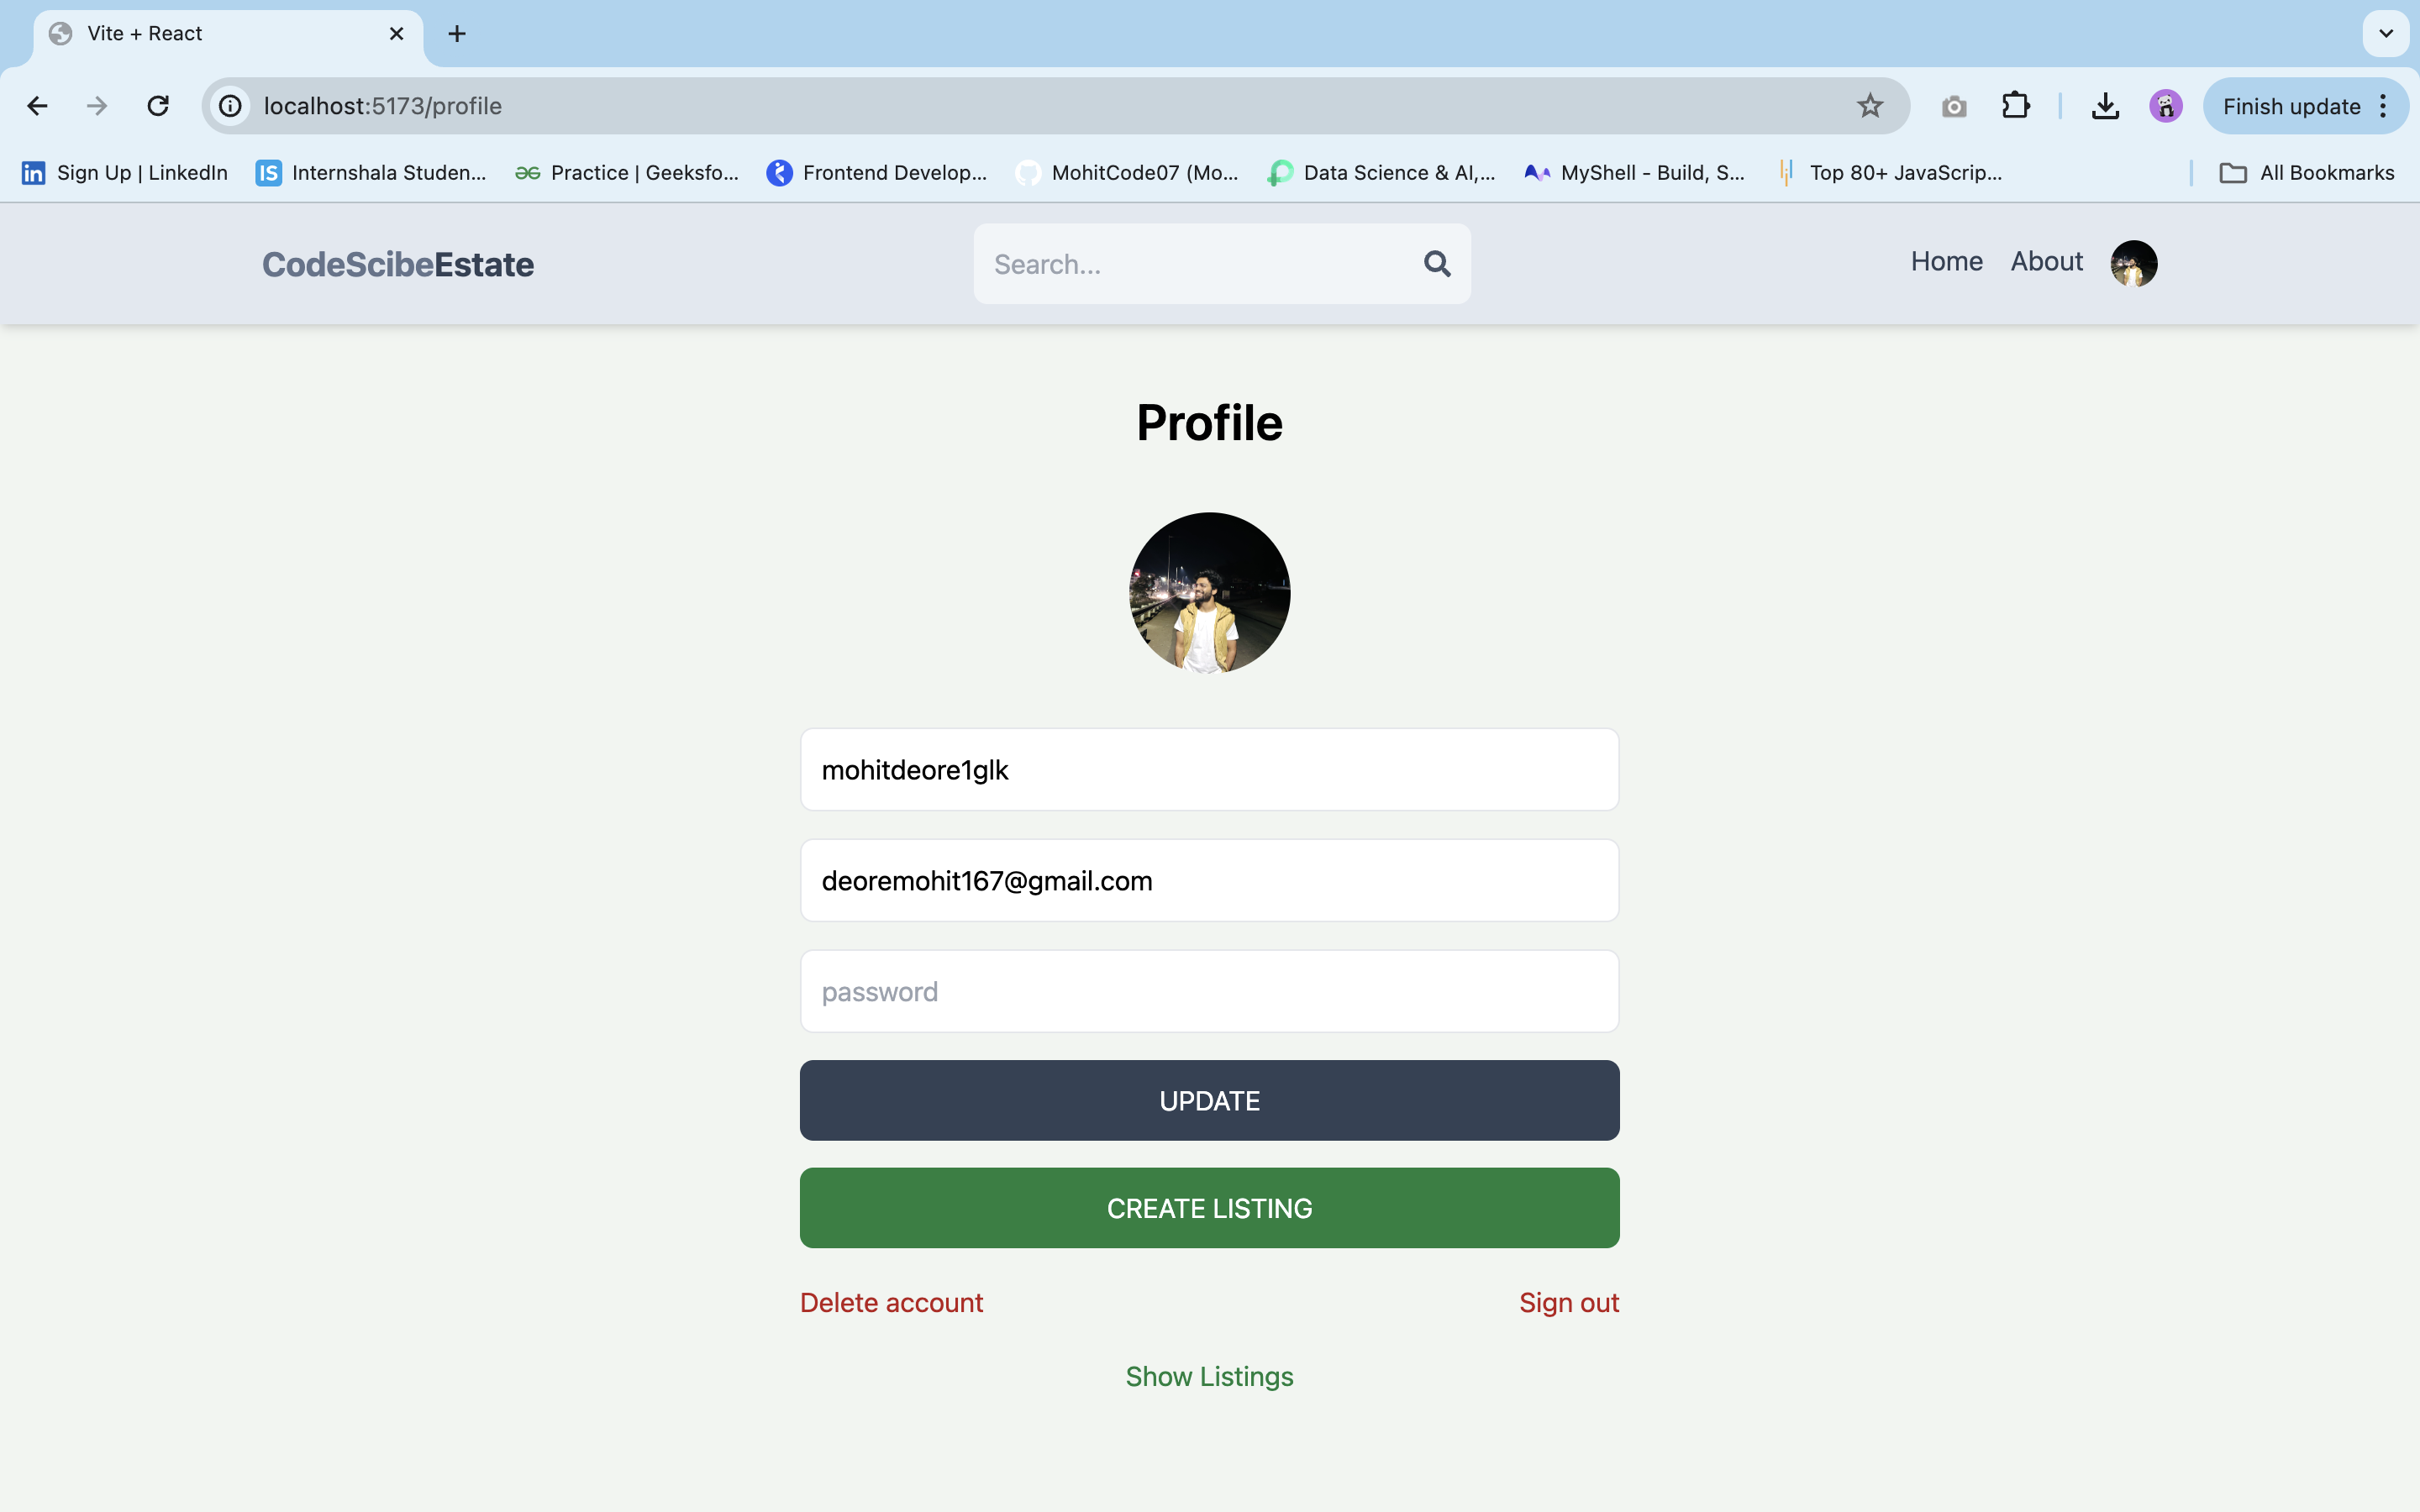 Vite + React
localhost:5173/profile
Finish update
Sign Up | LinkedIn
IS
Internshala Studen...
Practice | Geeksfo...
Frontend Develop...
MohitCode07 (Mo...
Data Science & AI,...
MyShell - Build, S...
Top 80+ JavaScrip...
All Bookmarks
CodeScibeEstate
Search...
Home
About
Profile
mohitdeore1glk
deoremohit167@gmail.com
password
UPDATE
CREATE LISTING
Delete account
Sign out
Show Listings